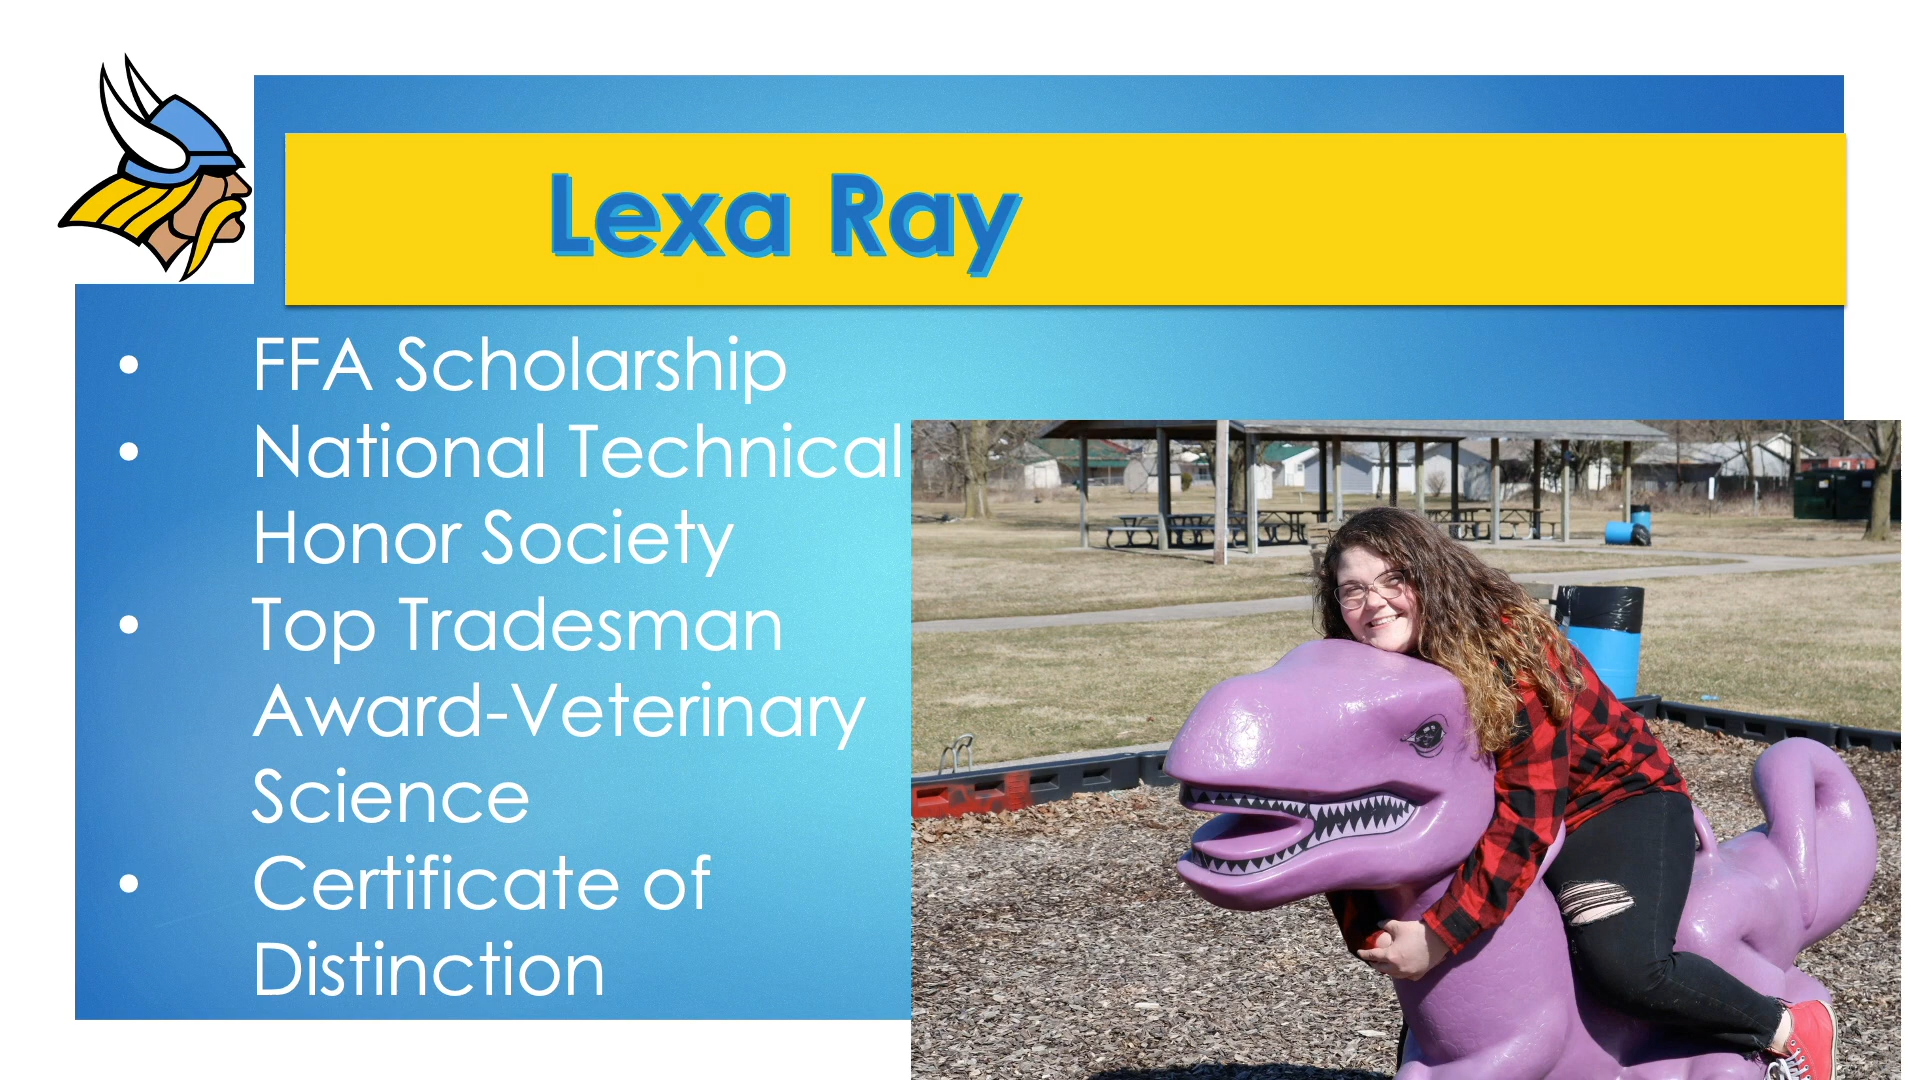 Lexa Ray
• FFA Scholarship
• National Technical
Honor Society
• Top Tradesman
Award-Veterinary
Science
• Certificate of
Distinction